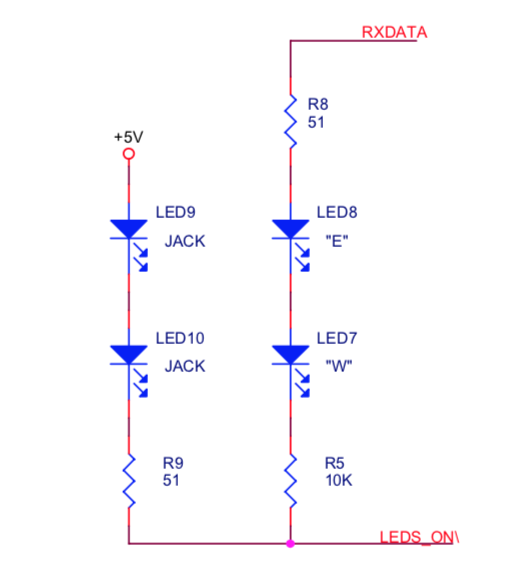 RXDATA
R8
51
+5V
LED9
JACK
LED8
"E"
LED10
JACK
LED7
"W"
R9
51
R5
10K
LEDS_ON\